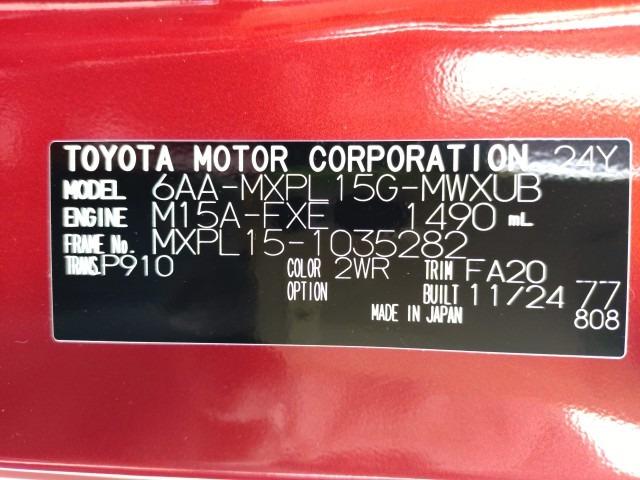 TOYOTA MOTOR CORPORATION 24Y
MODEL 6AA-MXPL15G-MWXUB
ENGINE M15A-FXE 1490 mL
FRAME No. MXPL15-1035282
TRANS. P910 COLOR 2WR TRIM FA20
OPTION BUILT 11/24 77
MADE IN JAPAN 808